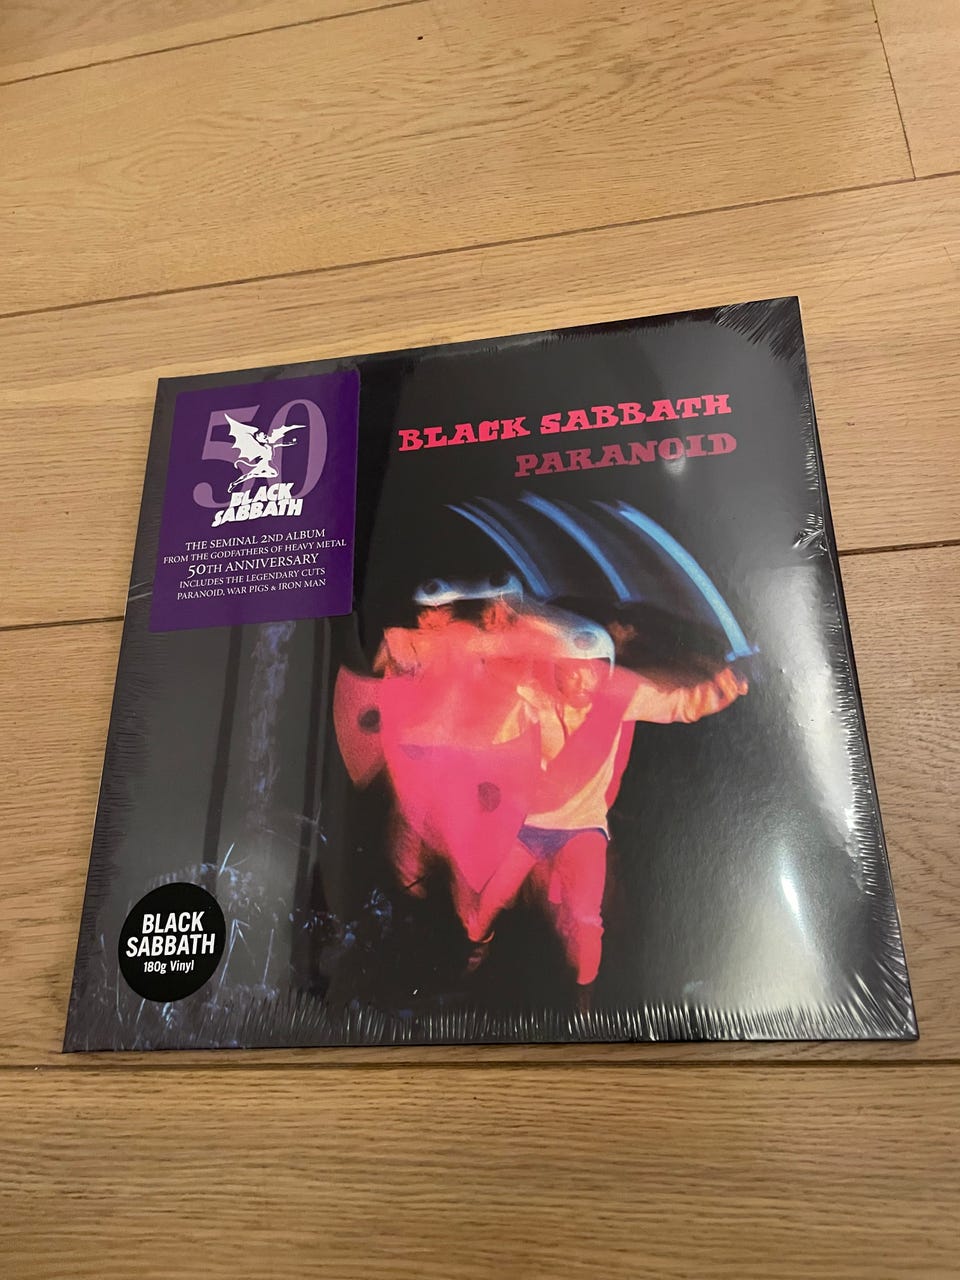 50
BLACK
SABBATH
THE SEMINAL 2ND ALBUM
FROM THE GODFATHERS OF HEAVY METAL
50TH ANNIVERSARY
INCLUDES THE LEGENDARY CUTS
PARANOID, WAR PIGS & IRON MAN
BLACK SABBATH
PARANOID
BLACK
SABBATH
180g Vinyl